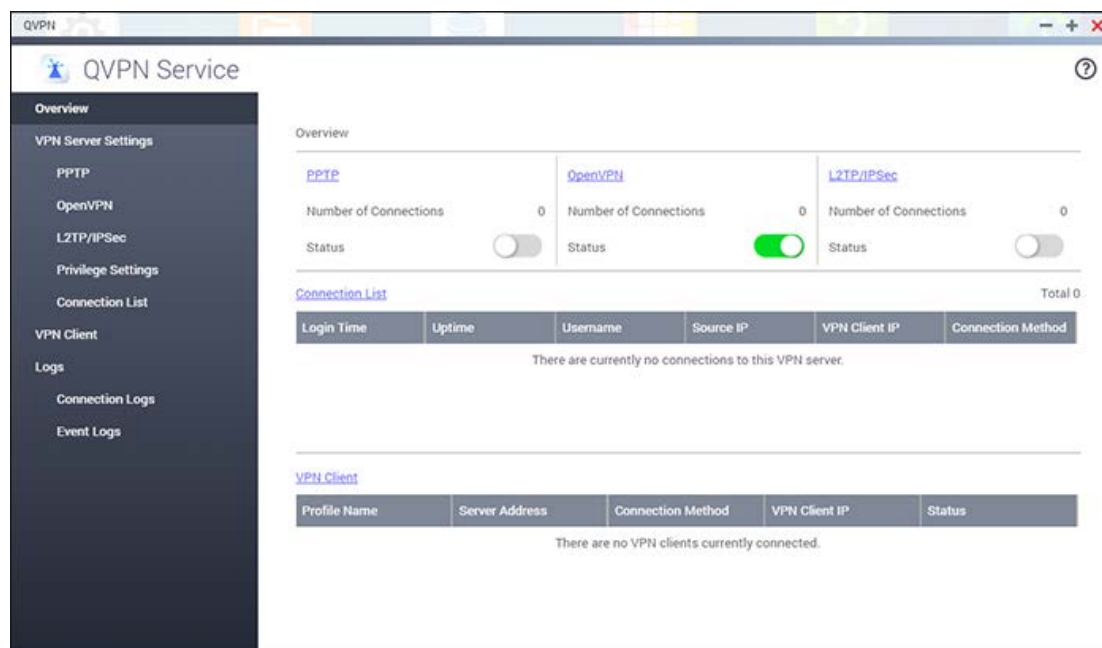 QVPN
QVPN Service
Overview
VPN Server Settings
PPTP
OpenVPN
L2TP/IPSec
Privilege Settings
Connection List
VPN Client
Logs
Connection Logs
Event Logs
Overview
PPTP
Number of Connections 0
Status
OpenVPN
Number of Connections 0
Status
L2TP/IPSec
Number of Connections 0
Status
Connection List Total 0
Login Time Uptime Username Source IP VPN Client IP Connection Method
There are currently no connections to this VPN server.
VPN Client
Profile Name Server Address Connection Method VPN Client IP Status
There are no VPN clients currently connected.